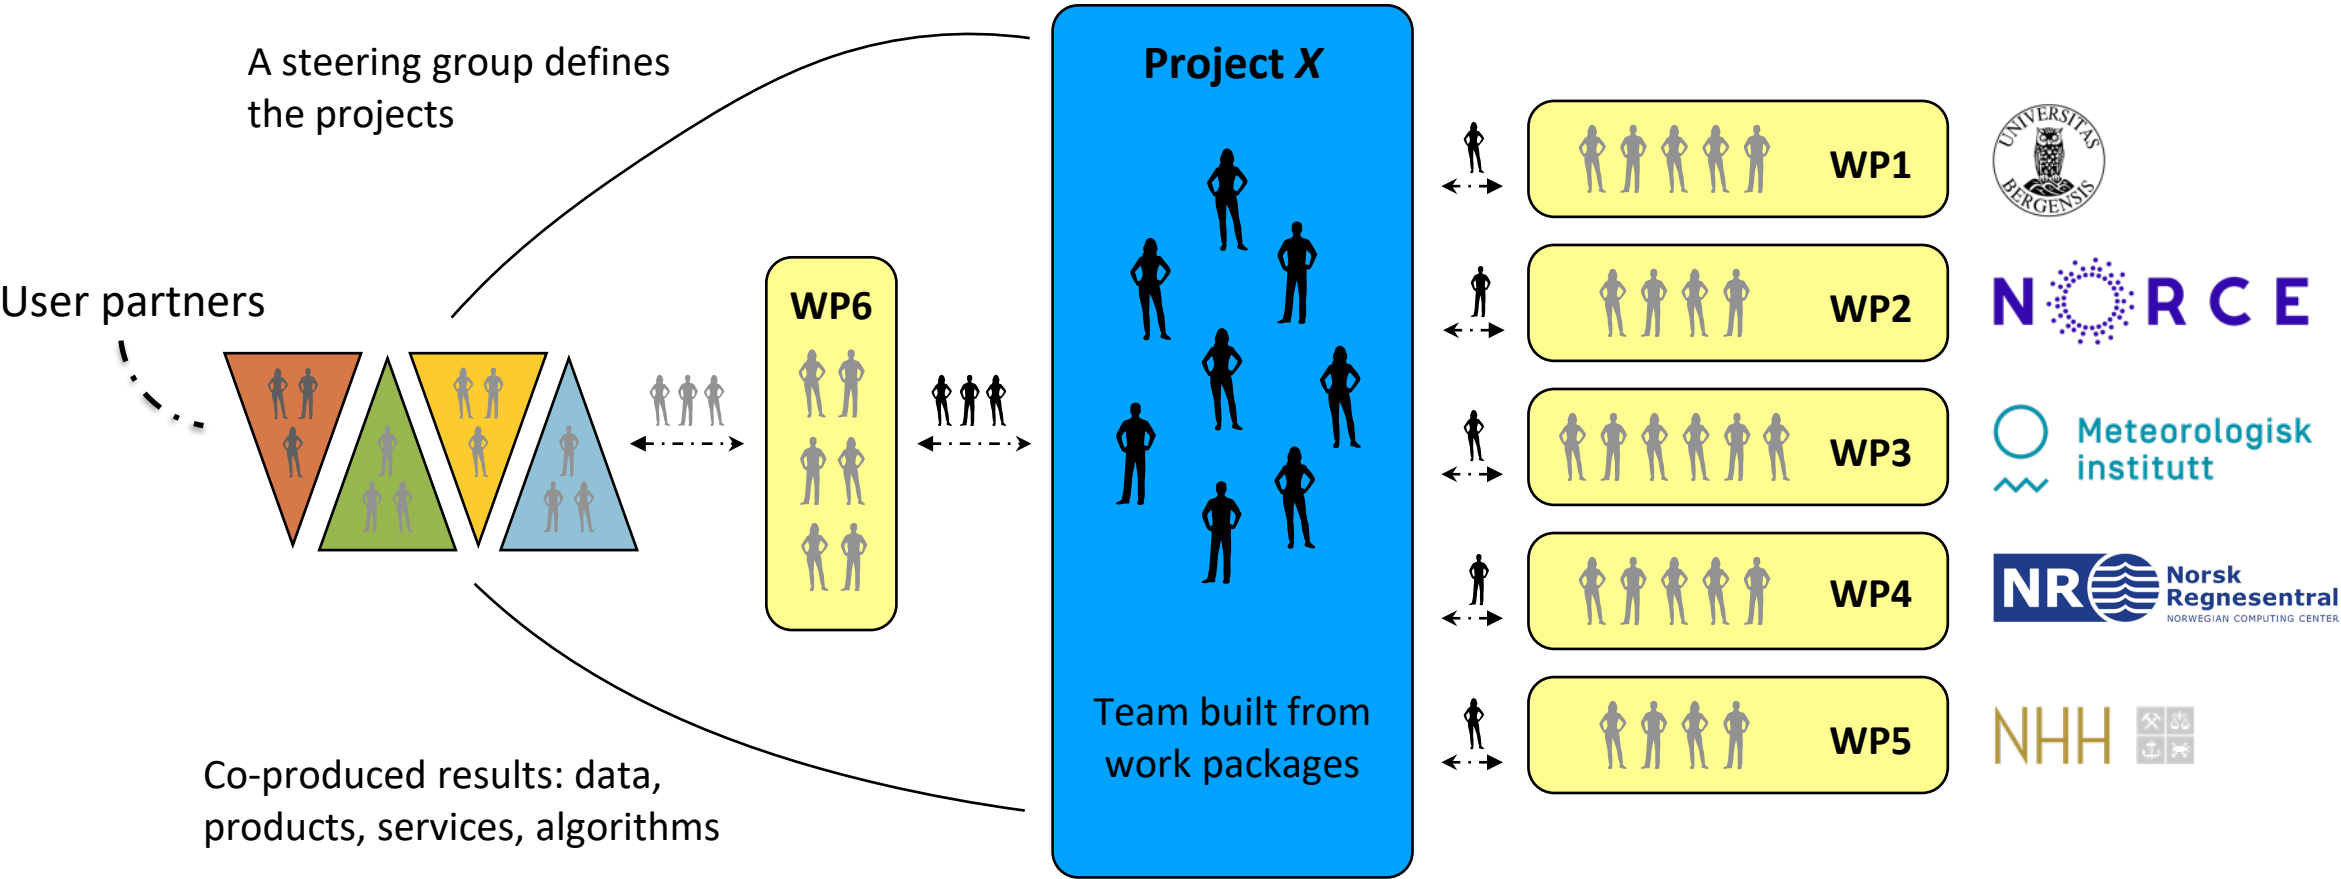 A steering group defines
the projects
User partners
Co-produced results: data,
products, services, algorithms
WP6
Project X
Team built from
work packages
WP1
WP2
WP3
WP4
WP5
UNIVERSITAS
BERGENSIS
NORCE
Meteorologisk
institutt
NR
Norsk
Regnesentral
NORWEGIAN COMPUTING CENTER
NHH